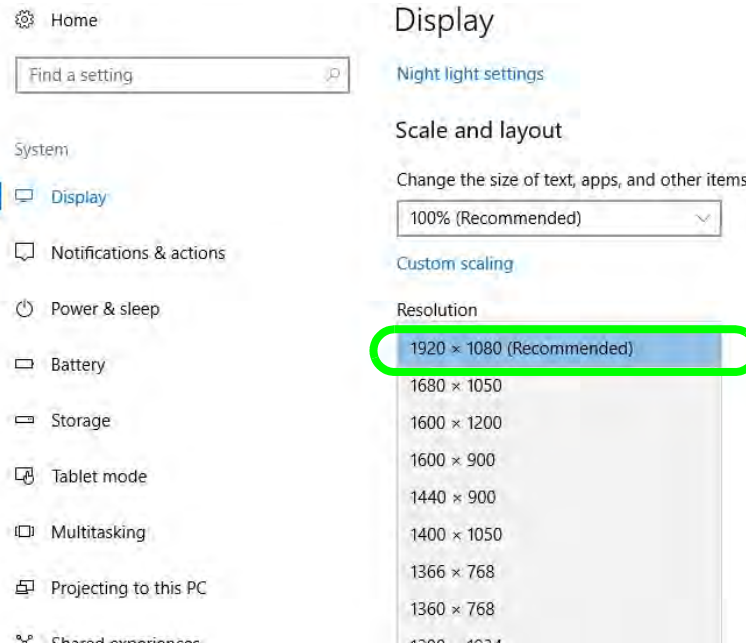 Home
Find a setting
System
Display
Notifications & actions
Power & sleep
Battery
Storage
Tablet mode
Multitasking
Projecting to this PC
Shared experiences
Display
Night light settings
Scale and layout
Change the size of text, apps, and other items
100% (Recommended)
Custom scaling
Resolution
1920 × 1080 (Recommended)
1680 × 1050
1600 × 1200
1600 × 900
1440 × 900
1400 × 1050
1366 × 768
1360 × 768